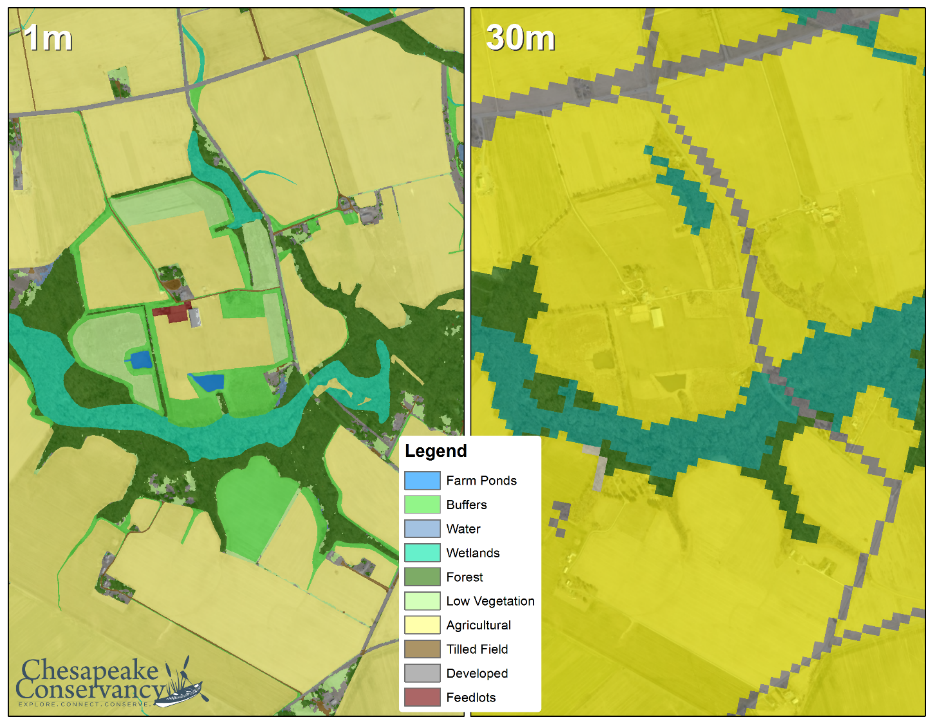 1m
30m
Legend
Farm Ponds
Buffers
Water
Wetlands
Forest
Low Vegetation
Agricultural
Tilled Field
Developed
Feedlots
Chesapeake
Conservancy
EXPLORE. CONNECT. CONSERVE.